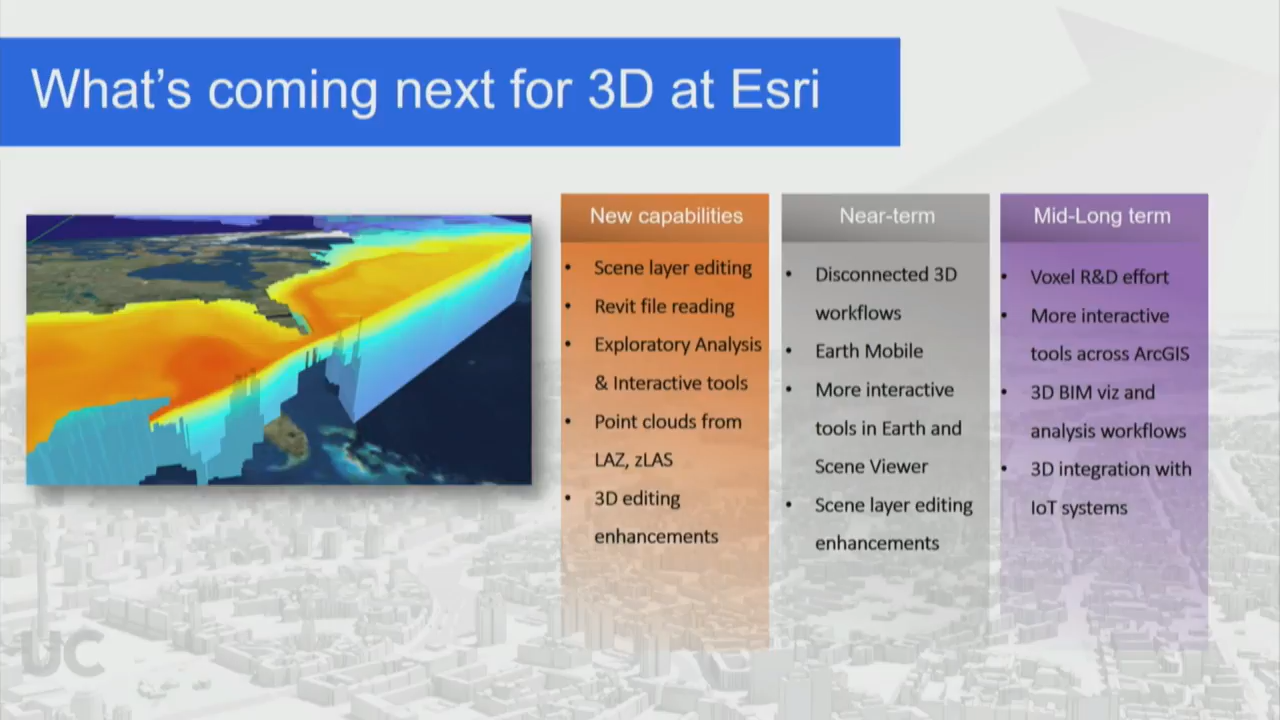 What's coming next for 3D at Esri
New capabilities
• Scene layer editing
• Revit file reading
• Exploratory Analysis
& Interactive tools
• Point clouds from
LAZ, zLAS
• 3D editing
enhancements
Near-term
• Disconnected 3D
workflows
• Earth Mobile
• More interactive
tools in Earth and
Scene Viewer
• Scene layer editing
enhancements
Mid-Long term
• Voxel R&D effort
• More interactive
tools across ArcGIS
• 3D BIM viz and
analysis workflows
• 3D integration with
IoT systems
UC